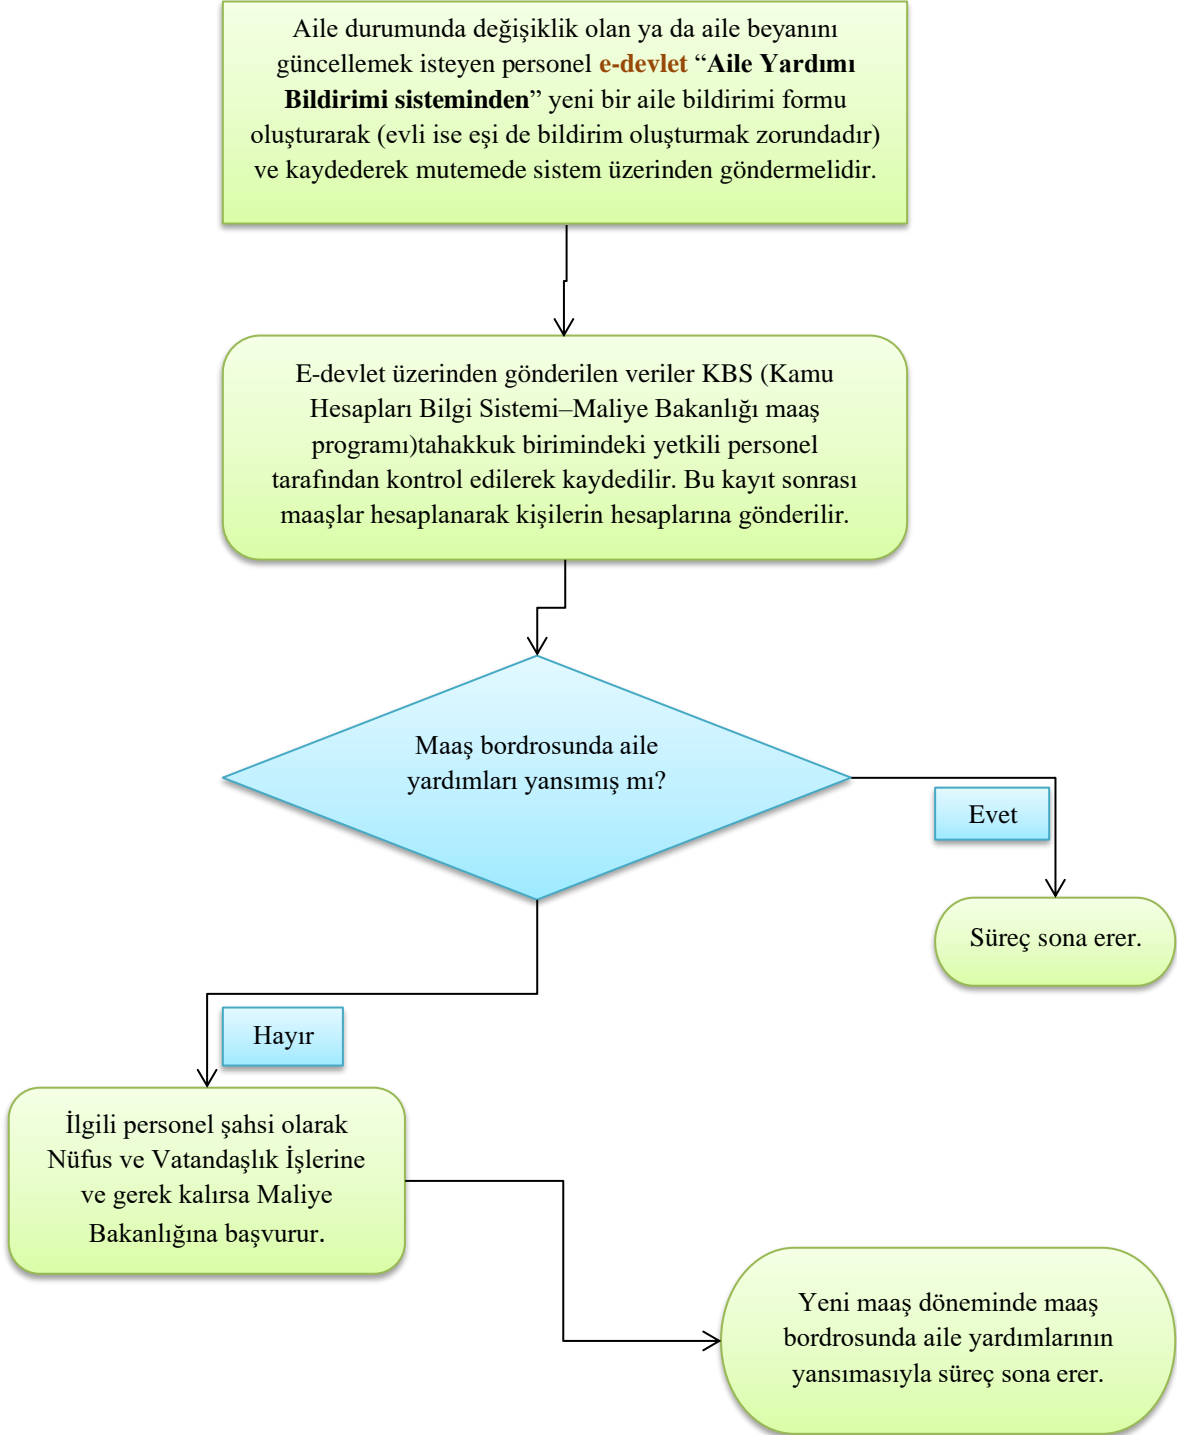 Aile durumunda değişiklik olan ya da aile beyanını
güncellemek isteyen personel e-devlet “Aile Yardımı
Bildirimi sisteminden” yeni bir aile bildirimi formu
oluşturarak (evli ise eşi de bildirim oluşturmak zorundadır)
ve kaydederek mutemede sistem üzerinden göndermelidir.
E-devlet üzerinden gönderilen veriler KBS (Kamu
Hesapları Bilgi Sistemi–Maliye Bakanlığı maaş
programı)tahakkuk birimindeki yetkili personel
tarafından kontrol edilerek kaydedilir. Bu kayıt sonrası
maaşlar hesaplanarak kişilerin hesaplarına gönderilir.
Maaş bordrosunda aile
yardımları yansımış mı?
Evet
Süreç sona erer.
Hayır
İlgili personel şahsi olarak
Nüfus ve Vatandaşlık İşlerine
ve gerek kalırsa Maliye
Bakanlığına başvurur.
Yeni maaş döneminde maaş
bordrosunda aile yardımlarının
yansımasıyla süreç sona erer.